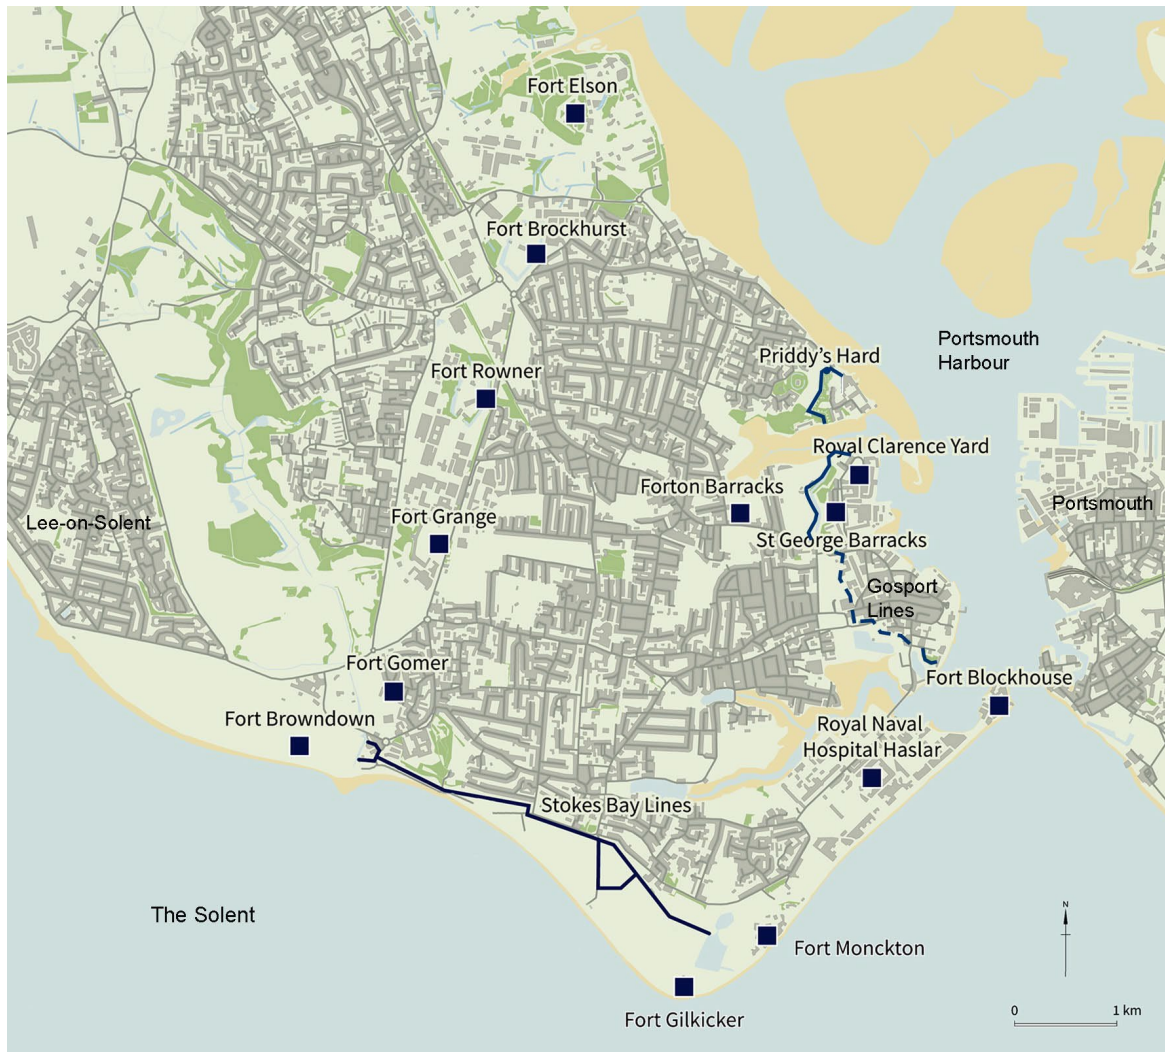 Fort Elson
Fort Brockhurst
Portsmouth
Harbour
Priddy's Hard
Fort Rowner
Royal Clarence Yard
Forton Barracks
Portsmouth
Fort Grange
Lee-on-Solent
St George Barracks
Gosport
Lines
Fort Gomer
Fort Blockhouse
Fort Browndown
Royal Naval
Hospital Haslar
Stokes Bay Lines
N
The Solent
Fort Monckton
0 1 km
Fort Gilkicker